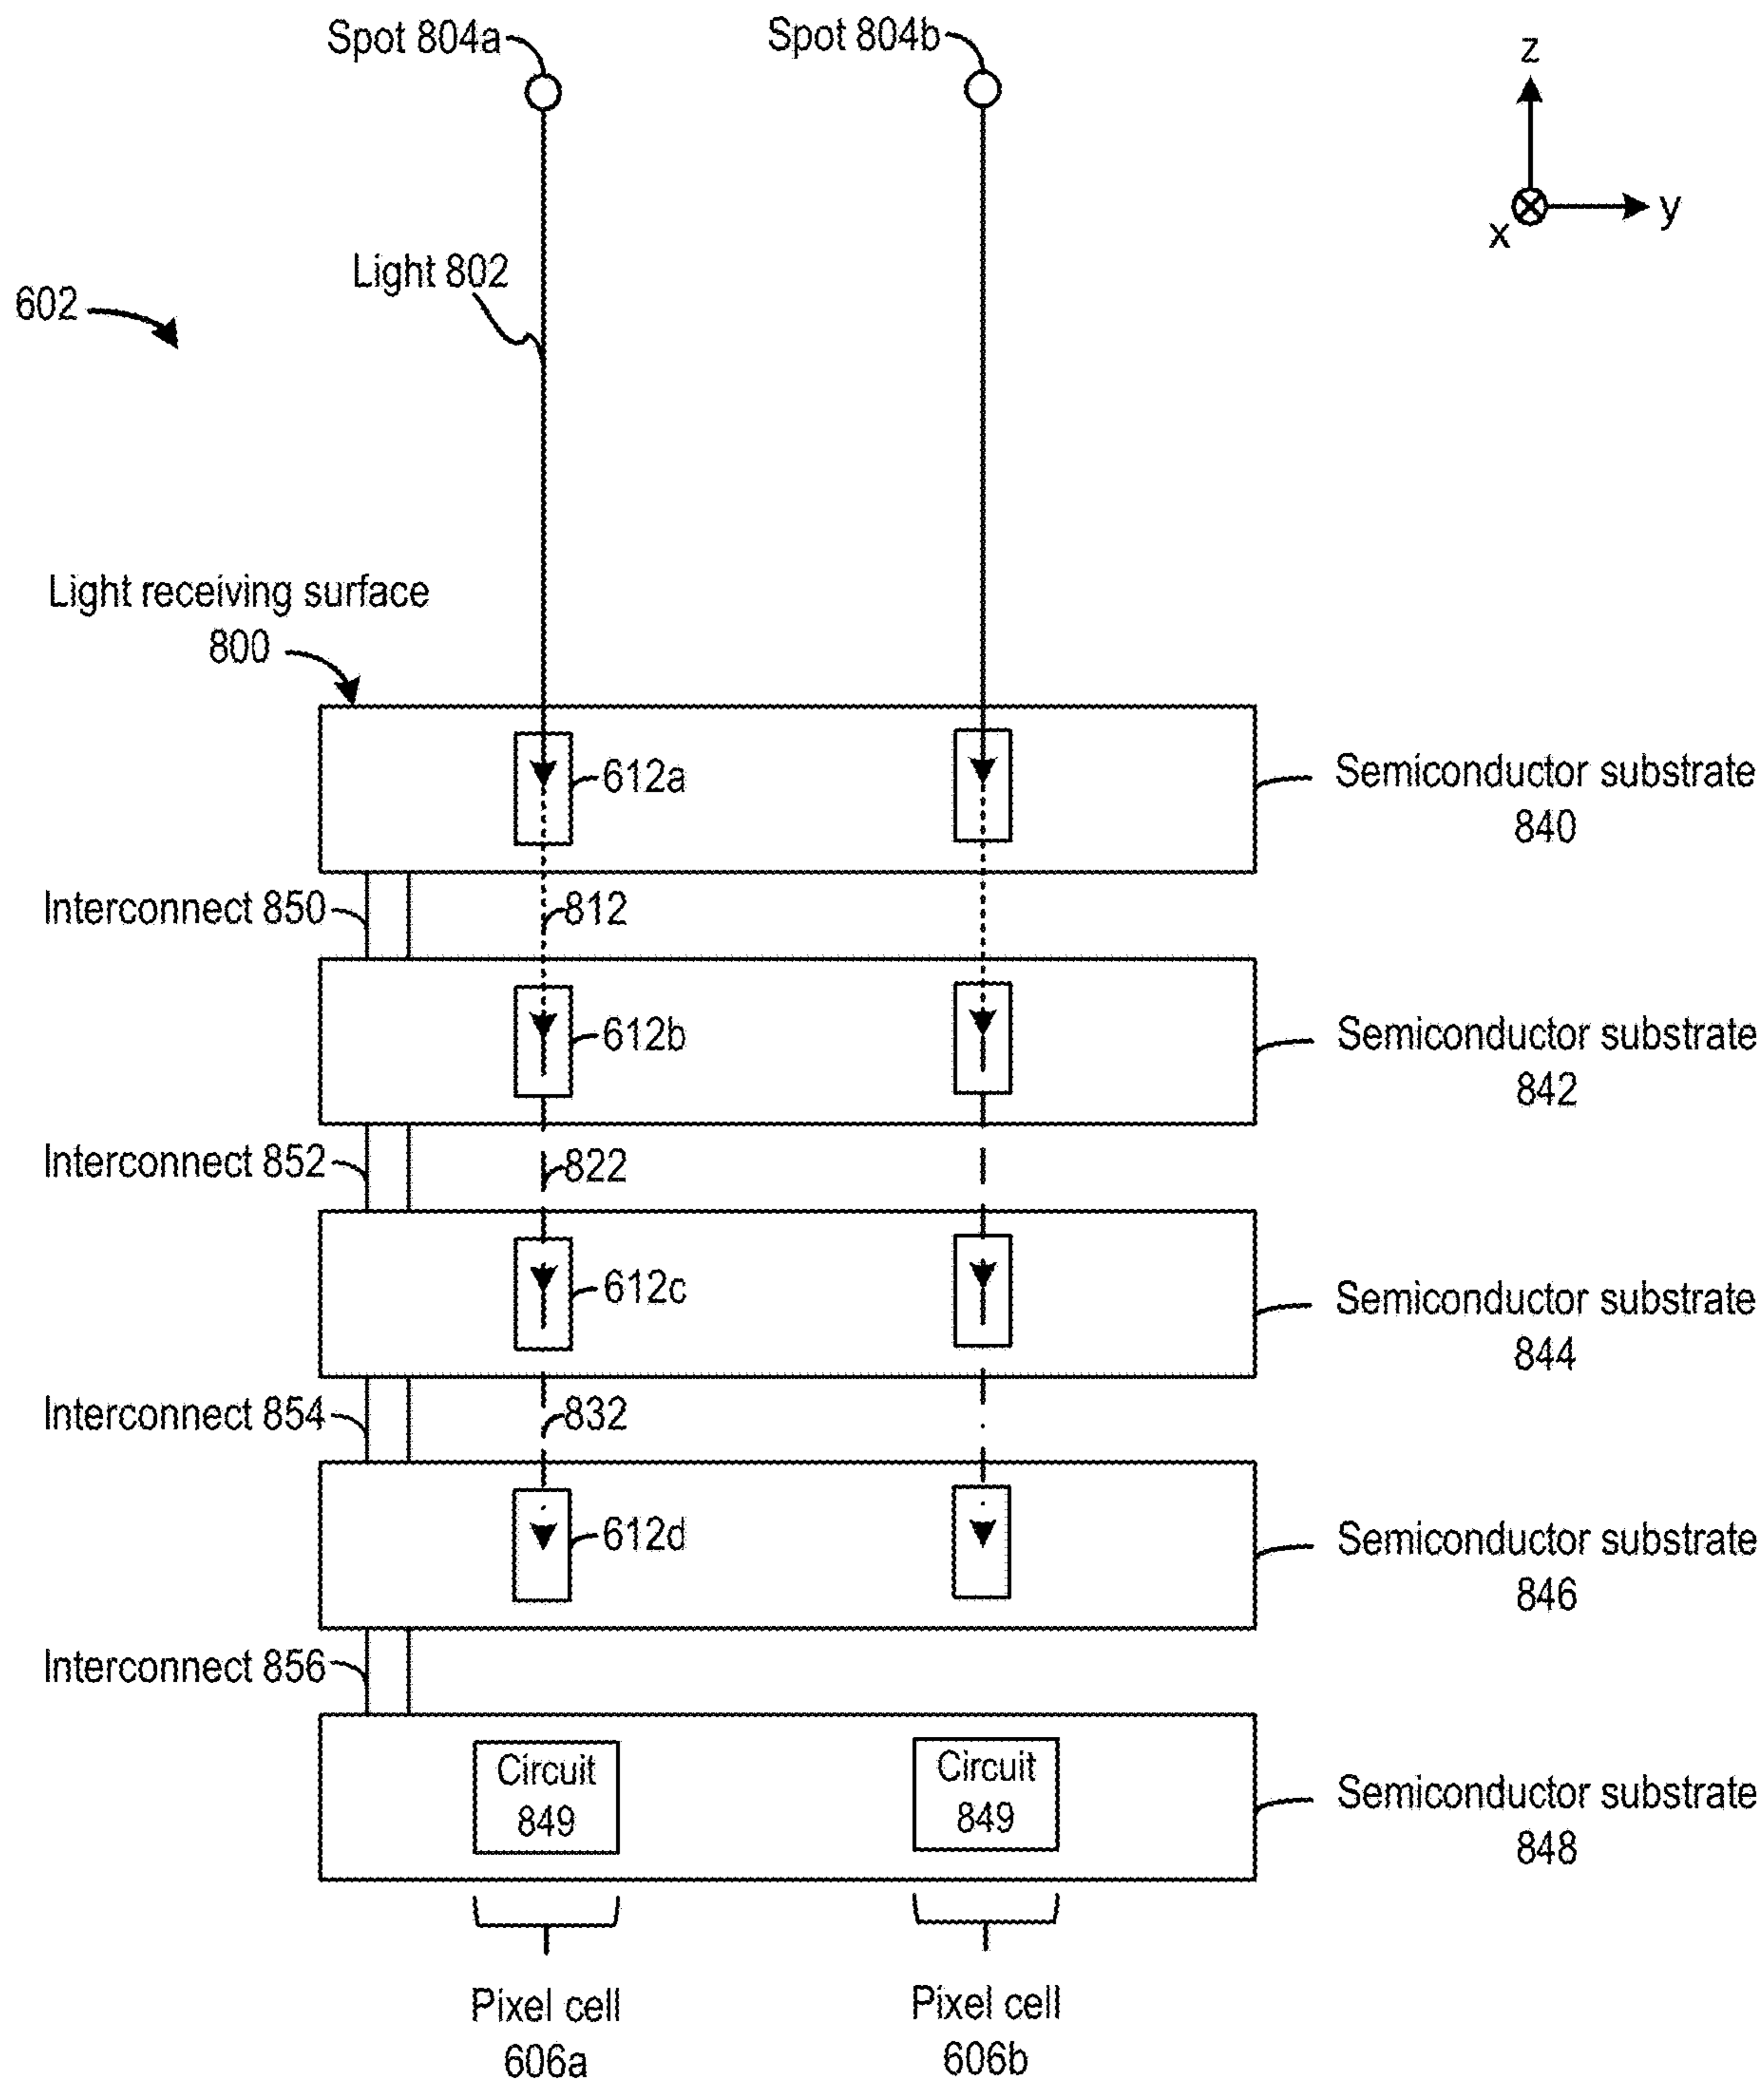 Spot 804a
Spot 804b
z
x
y
Light 802
602
Light receiving surface
800
612a
Semiconductor substrate
840
Interconnect 850
812
612b
Semiconductor substrate
842
Interconnect 852
822
612c
Semiconductor substrate
844
Interconnect 854
832
612d
Semiconductor substrate
846
Interconnect 856
Circuit
849
Circuit
849
Semiconductor substrate
848
Pixel cell
606a
Pixel cell
606b